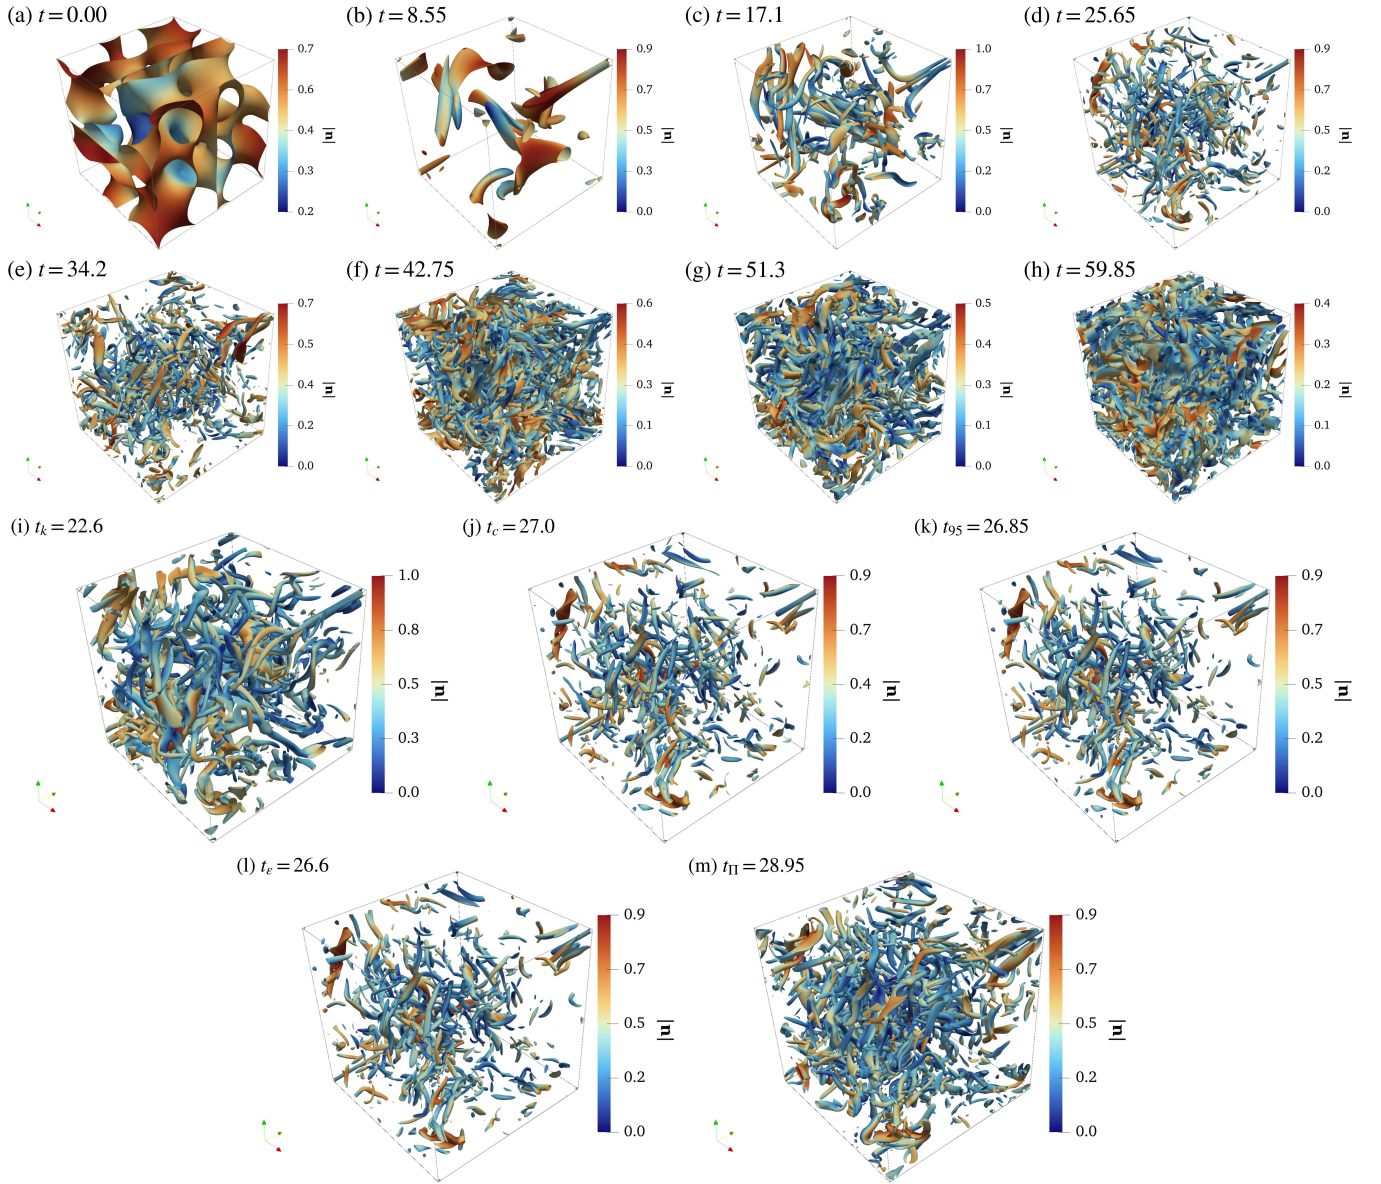 (a) t = 0.00
0.7
0.6
0.4
0.3
0.2
|u|
(b) t = 8.55
0.9
0.7
0.5
0.3
0.0
|u|
(c) t = 17.1
1.0
0.7
0.5
0.3
0.0
|u|
(d) t = 25.65
0.9
0.7
0.5
0.2
0.0
|u|
(e) t = 34.2
0.7
0.5
0.4
0.2
0.0
|u|
(f) t = 42.75
0.6
0.5
0.3
0.1
0.0
|u|
(g) t = 51.3
0.5
0.4
0.3
0.1
0.0
|u|
(h) t = 59.85
0.4
0.3
0.2
0.1
0.0
|u|
(i) tₖ = 22.6
1.0
0.8
0.5
0.3
0.0
|u|
(j) t_c = 27.0
0.9
0.7
0.4
0.2
0.0
|u|
(k) t₉₅ = 26.85
0.9
0.7
0.5
0.2
0.0
|u|
(l) t_ε = 26.6
0.9
0.7
0.5
0.2
0.0
|u|
(m) t_Π = 28.95
0.9
0.7
0.5
0.2
0.0
|u|